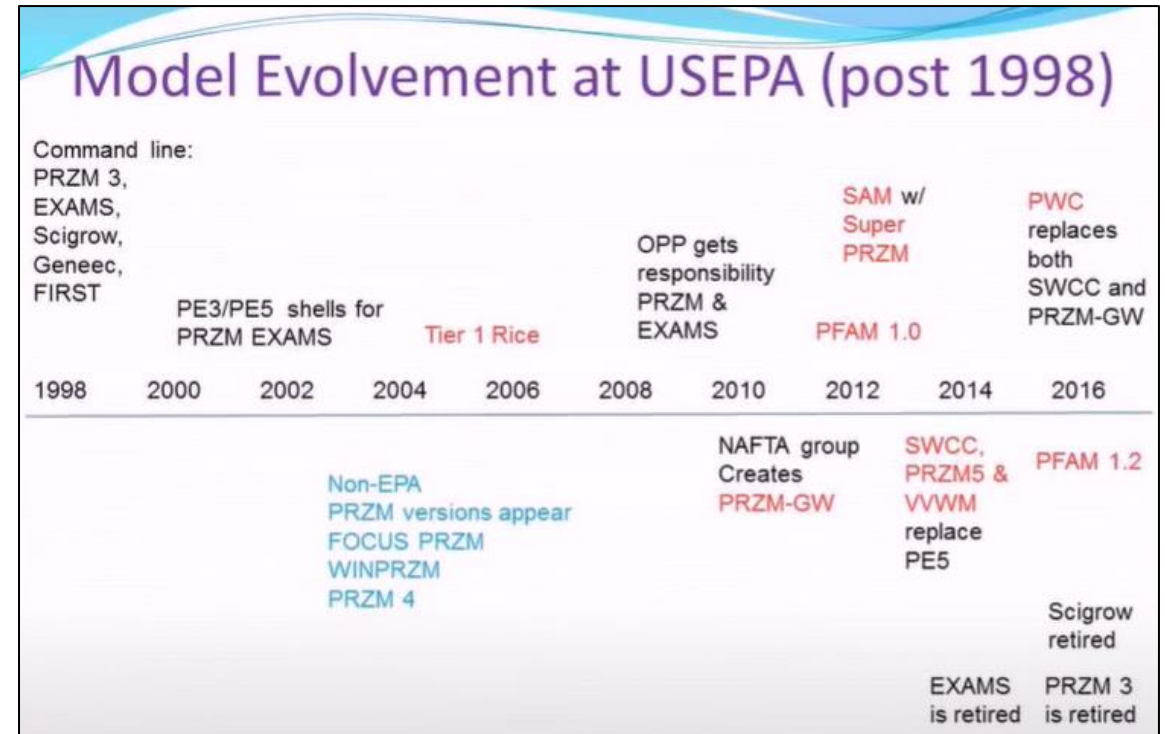 Model Evolvement at USEPA (post 1998)
Command line:
PRZM 3,
EXAMS,
Scigrow,
Geneec,
FIRST
PE3/PE5 shells for
PRZM EXAMS
Tier 1 Rice
OPP gets
responsibility
PRZM &
EXAMS
SAM w/
Super
PRZM
PFAM 1.0
PWC
replaces
both
SWCC and
PRZM-GW
1998 2000 2002 2004 2006 2008 2010 2012 2014 2016
Non-EPA
PRZM versions appear
FOCUS PRZM
WINPRZM
PRZM 4
NAFTA group
Creates
PRZM-GW
SWCC,
PRZM5 &
VVWM
replace
PE5
PFAM 1.2
Scigrow
retired
EXAMS
is retired
PRZM 3
is retired